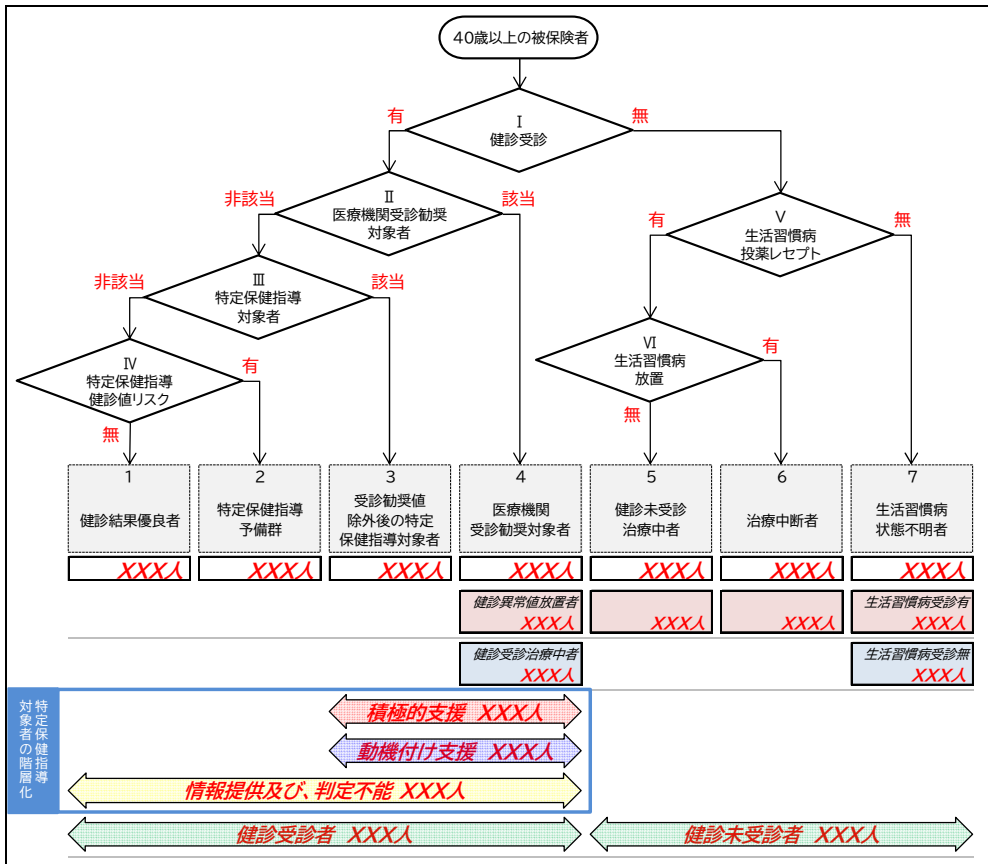 40歳以上の被保険者
Ⅰ
健診受診
有
無
Ⅱ
医療機関受診勧奨
対象者
非該当
該当
Ⅴ
生活習慣病
投薬レセプト
有
無
Ⅲ
特定保健指導
対象者
非該当
該当
Ⅵ
生活習慣病
放置
有
無
Ⅳ
特定保健指導
健診値リスク
有
無
1
健診結果優良者
2
特定保健指導
予備群
3
受診勧奨値
除外後の特定
保健指導対象者
4
医療機関
受診勧奨対象者
5
健診未受診
治療中者
6
治療中断者
7
生活習慣病
状態不明者
XXX人
XXX人
XXX人
XXX人
XXX人
XXX人
XXX人
健診異常値放置者
XXX人
XXX人
XXX人
生活習慣病受診有
XXX人
健診受診治療中者
XXX人
生活習慣病受診無
XXX人
特定保健指導
対象者の階層化
積極的支援 XXX人
動機付け支援 XXX人
情報提供及び、判定不能 XXX人
健診受診者 XXX人
健診未受診者 XXX人